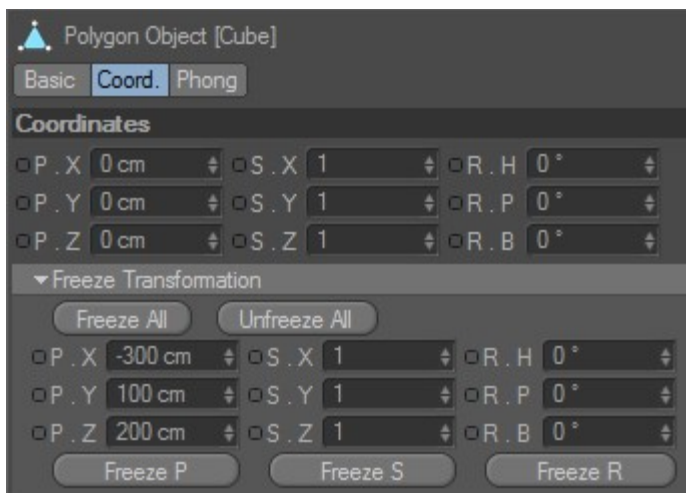 Polygon Object [Cube]
Basic Coord. Phong
Coordinates
P . X 0 cm S . X 1 R . H 0 °
P . Y 0 cm S . Y 1 R . P 0 °
P . Z 0 cm S . Z 1 R . B 0 °
Freeze Transformation
Freeze All Unfreeze All
P . X -300 cm S . X 1 R . H 0 °
P . Y 100 cm S . Y 1 R . P 0 °
P . Z 200 cm S . Z 1 R . B 0 °
Freeze P Freeze S Freeze R